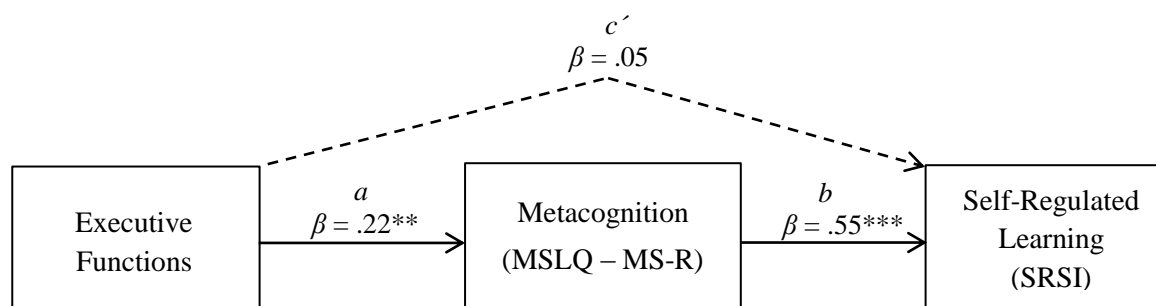 c´
β = .05
Executive
Functions
a
β = .22**
Metacognition
(MSLQ – MS-R)
b
β = .55***
Self-Regulated
Learning
(SRSI)